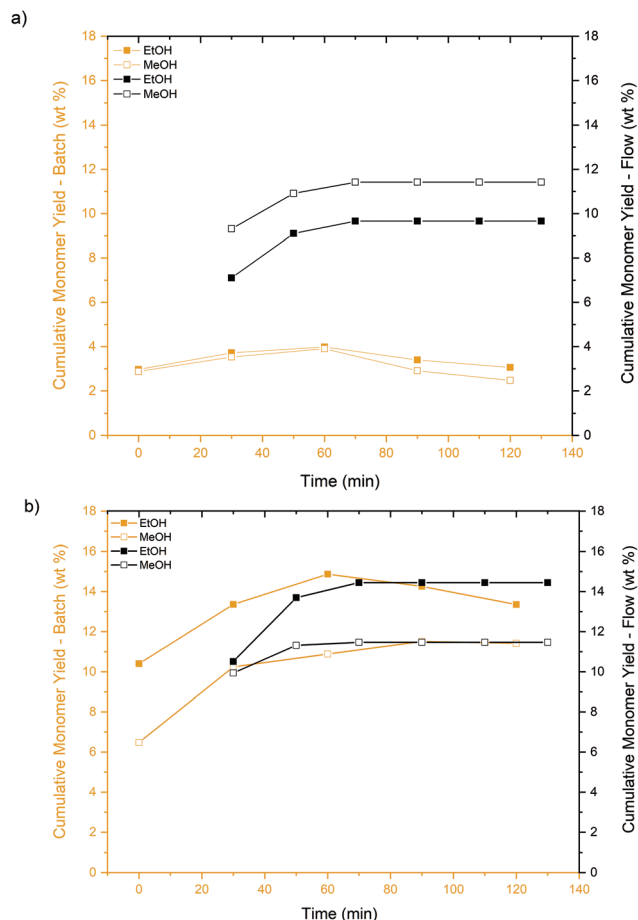 a)
EtOH
MeOH
EtOH
MeOH
Cumulative Monomer Yield - Batch (wt %)
18
16
14
12
10
8
6
4
2
0
0 20 40 60 80 100 120 140
Time (min)
18
16
14
12
10
8
6
4
2
0
Cumulative Monomer Yield - Flow (wt %)
b)
EtOH
MeOH
EtOH
MeOH
Cumulative Monomer Yield - Batch (wt %)
18
16
14
12
10
8
6
4
2
0
0 20 40 60 80 100 120 140
Time (min)
18
16
14
12
10
8
6
4
2
0
Cumulative Monomer Yield - Flow (wt %)